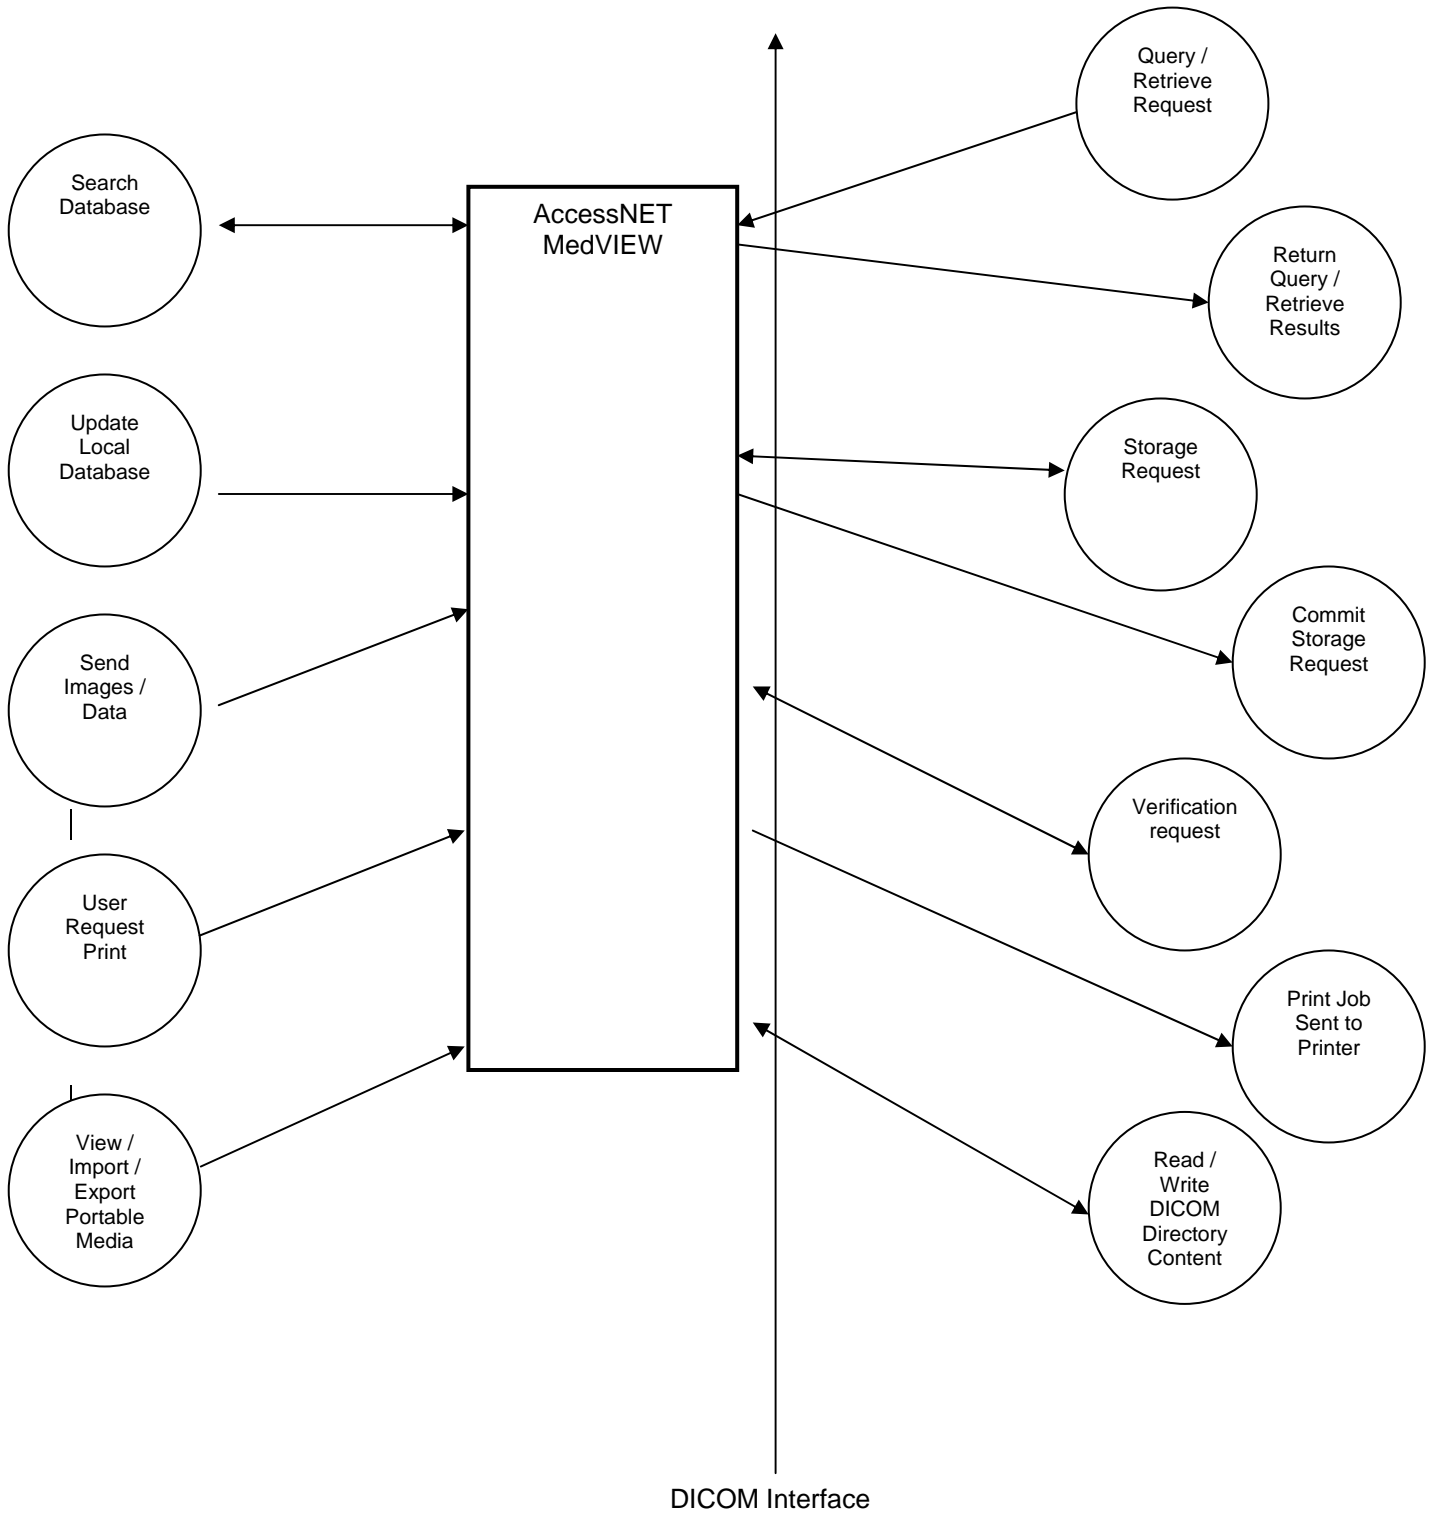 Query /
Retrieve
Request
Search
Database
AccessNET
MedVIEW
Return
Query /
Retrieve
Results
Update
Local
Database
Storage
Request
Commit
Storage
Request
Send
Images /
Data
Verification
request
User
Request
Print
Print Job
Sent to
Printer
View /
Import /
Export
Portable
Media
Read /
Write
DICOM
Directory
Content
DICOM Interface